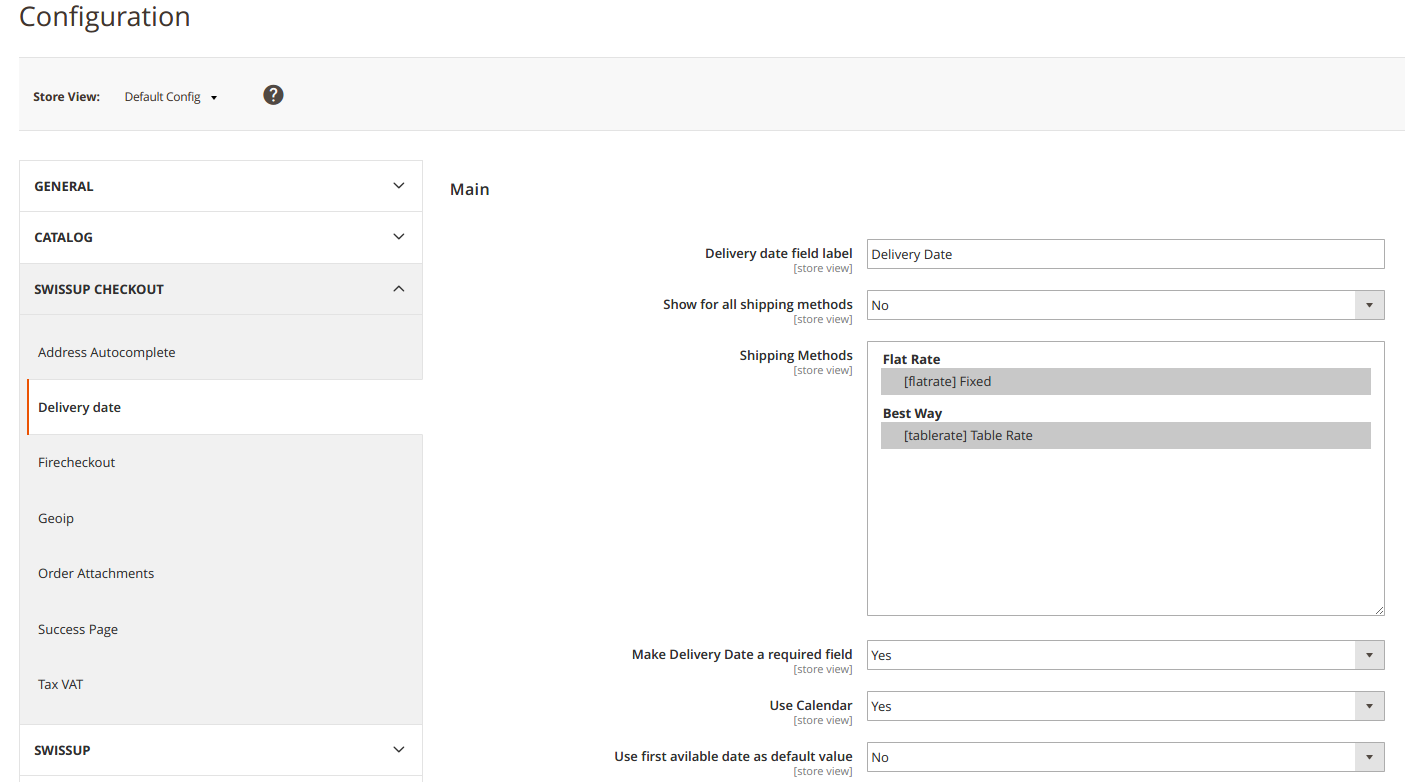 Configuration
Store View: Default Config ?
GENERAL
CATALOG
SWISSUP CHECKOUT
Address Autocomplete
Delivery date
Firecheckout
Geoip
Order Attachments
Success Page
Tax VAT
SWISSUP
Main
Delivery date field label Delivery Date
[store view]
Show for all shipping methods No
[store view]
Shipping Methods
[store view]
Flat Rate
[flatrate] Fixed
Best Way
[tablerate] Table Rate
Make Delivery Date a required field Yes
[store view]
Use Calendar Yes
[store view]
Use first avilable date as default value No
[store view]